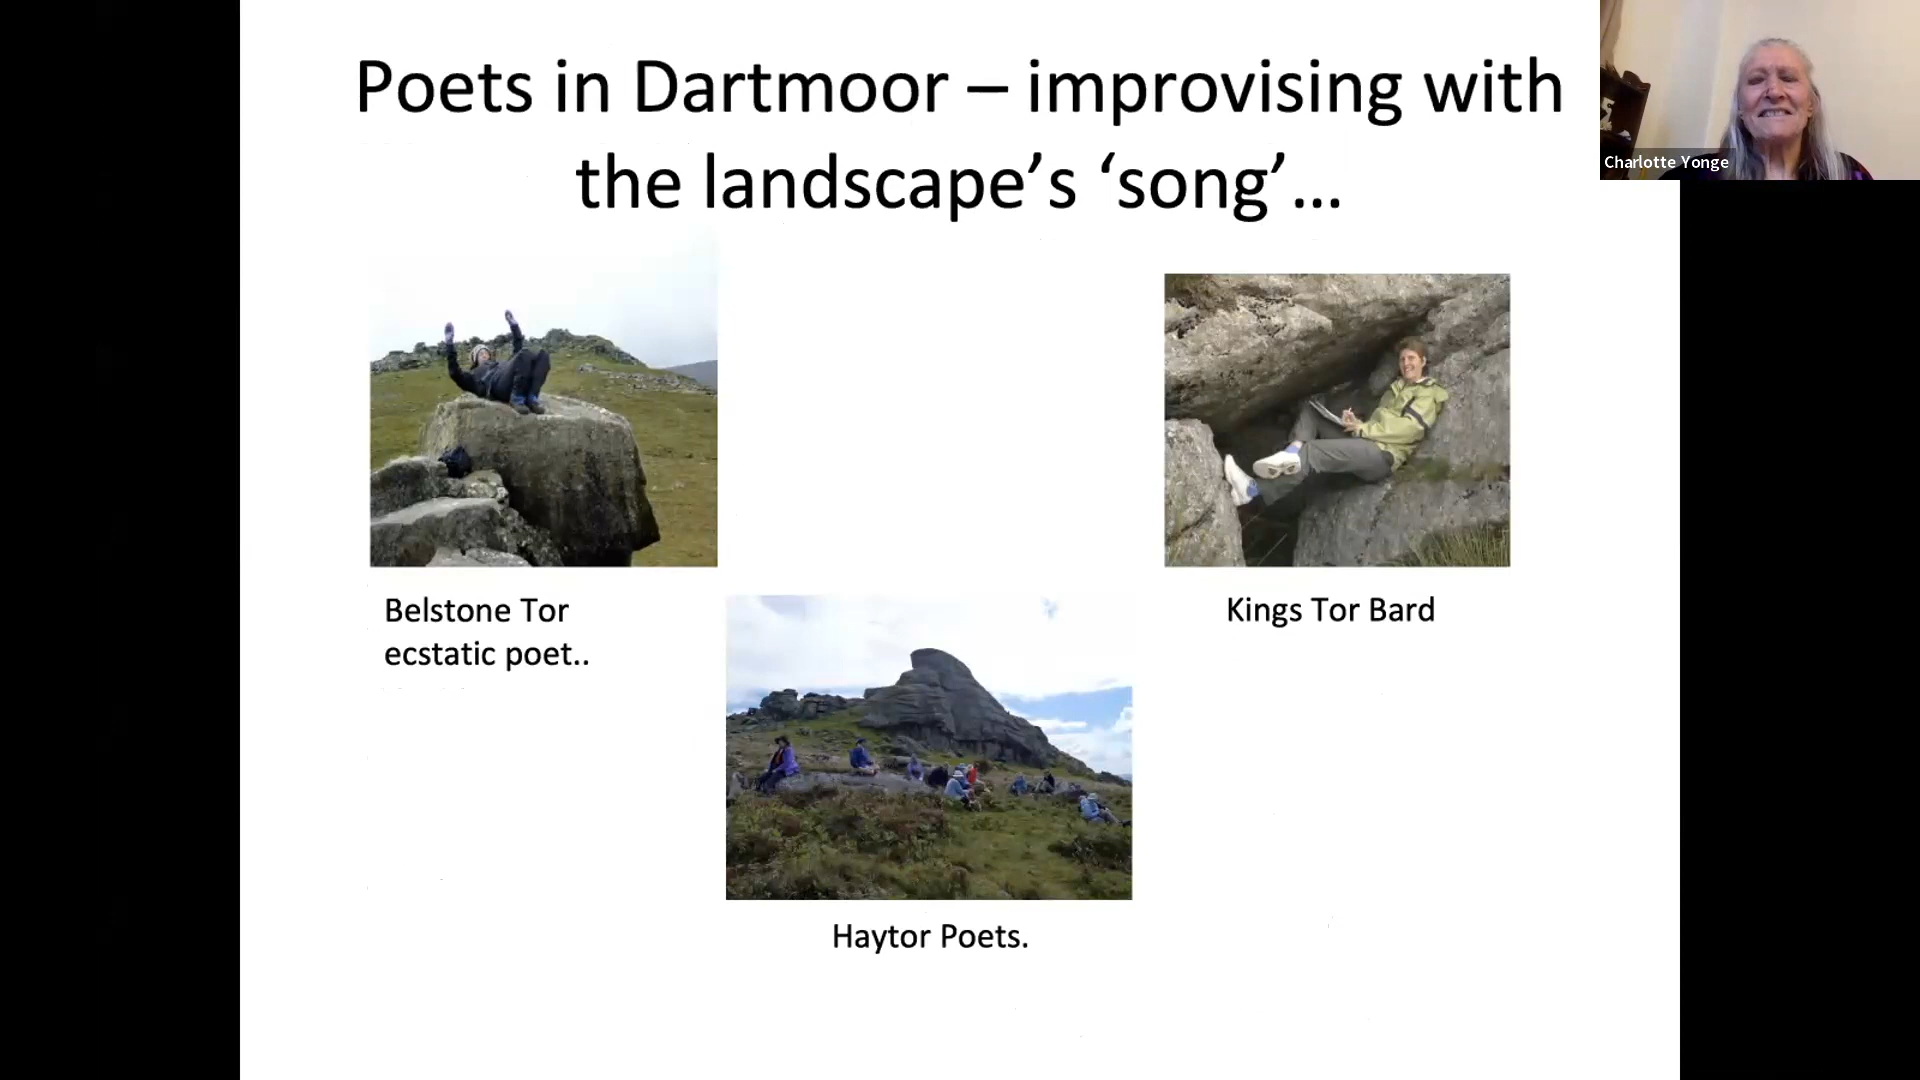 Poets in Dartmoor – improvising with
the landscape’s ‘song’…
Charlotte Yonge
Belstone Tor
ecstatic poet..
Kings Tor Bard
Haytor Poets.